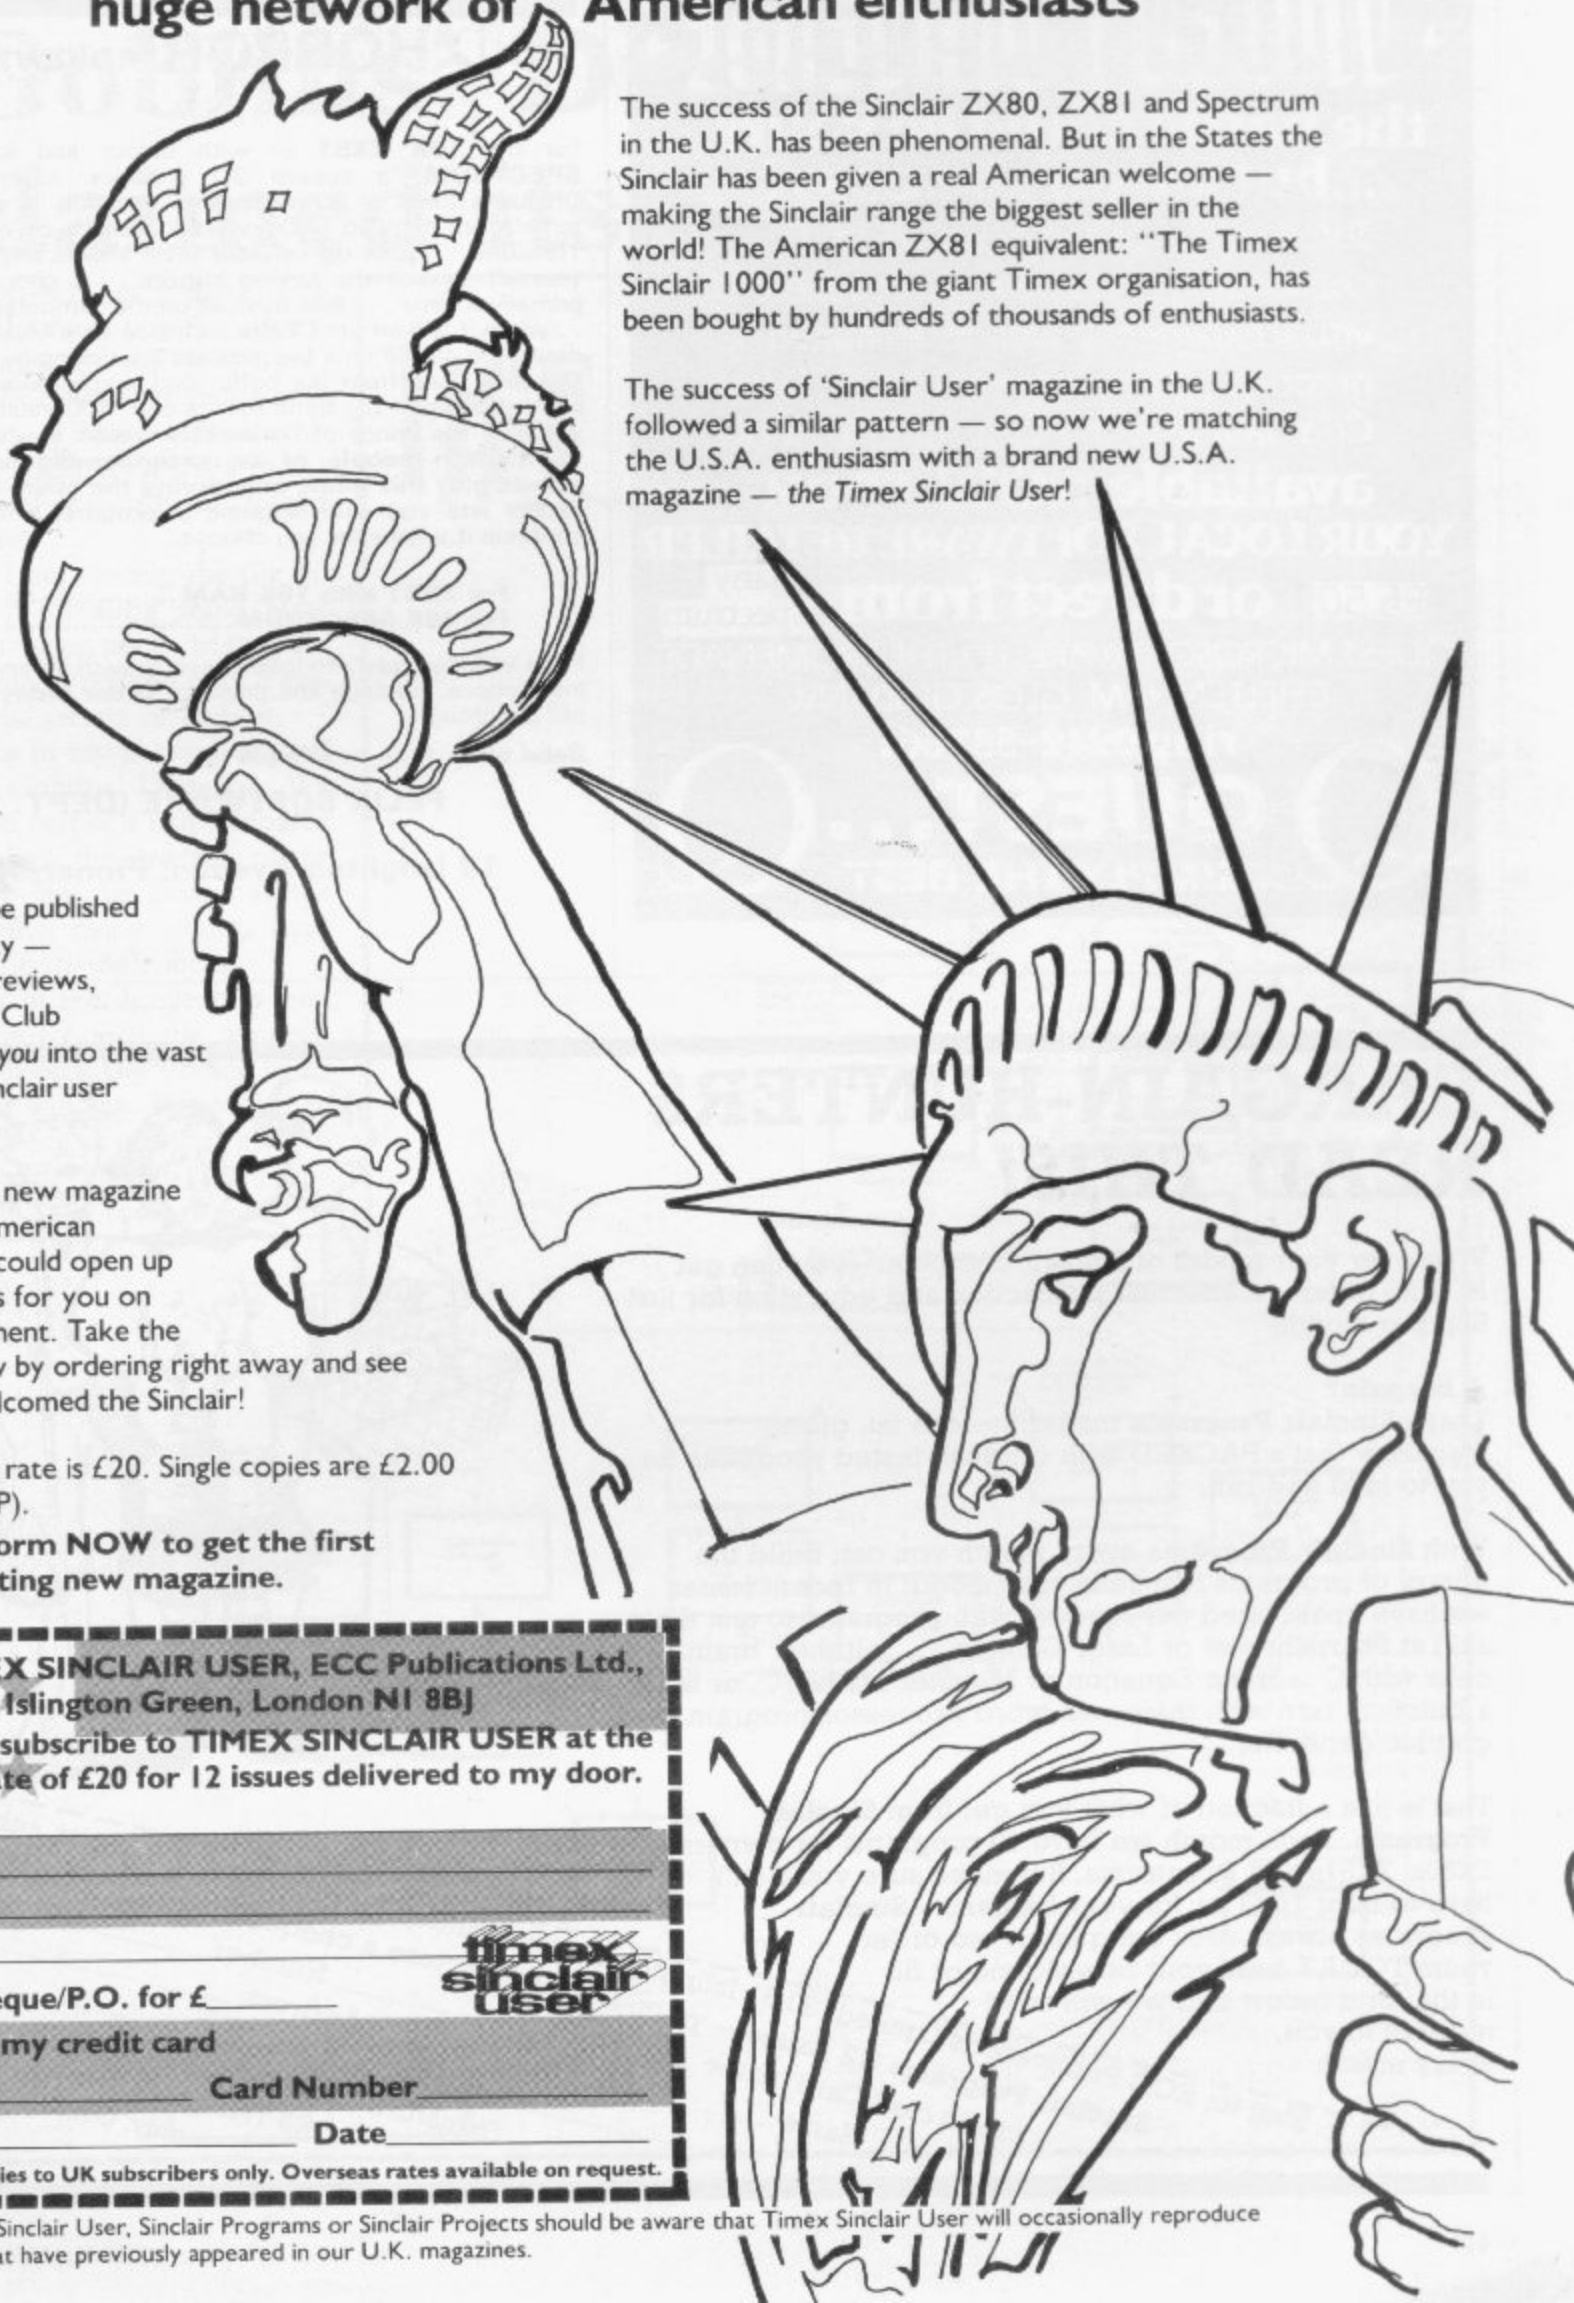 huge network of American enthusiasts
The success of the Sinclair ZX80, ZX81 and Spectrum
in the U.K. has been phenomenal. But in the States the
Sinclair has been given a real American welcome —
making the Sinclair range the biggest seller in the
world! The American ZX81 equivalent: "The Timex
Sinclair 1000" from the giant Timex organisation, has
been bought by hundreds of thousands of enthusiasts.
The success of 'Sinclair User' magazine in the U.K.
followed a similar pattern — so now we're matching
the U.S.A. enthusiasm with a brand new U.S.A.
magazine — the Timex Sinclair User!
e published
y —
reviews,
Club
you into the vast
nclair user
new magazine
merican
could open up
s for you on
nent. Take the
y by ordering right away and see
lcomed the Sinclair!
rate is £20. Single copies are £2.00
P).
orm NOW to get the first
ting new magazine.
EX SINCLAIR USER, ECC Publications Ltd.,
Islington Green, London N1 8BJ
subscribe to TIMEX SINCLAIR USER at the
te of £20 for 12 issues delivered to my door.
timex
sinclair
user
eque/P.O. for £
my credit card
Card Number
Date
ies to UK subscribers only. Overseas rates available on request.
Sinclair User, Sinclair Programs or Sinclair Projects should be aware that Timex Sinclair User will occasionally reproduce
at have previously appeared in our U.K. magazines.